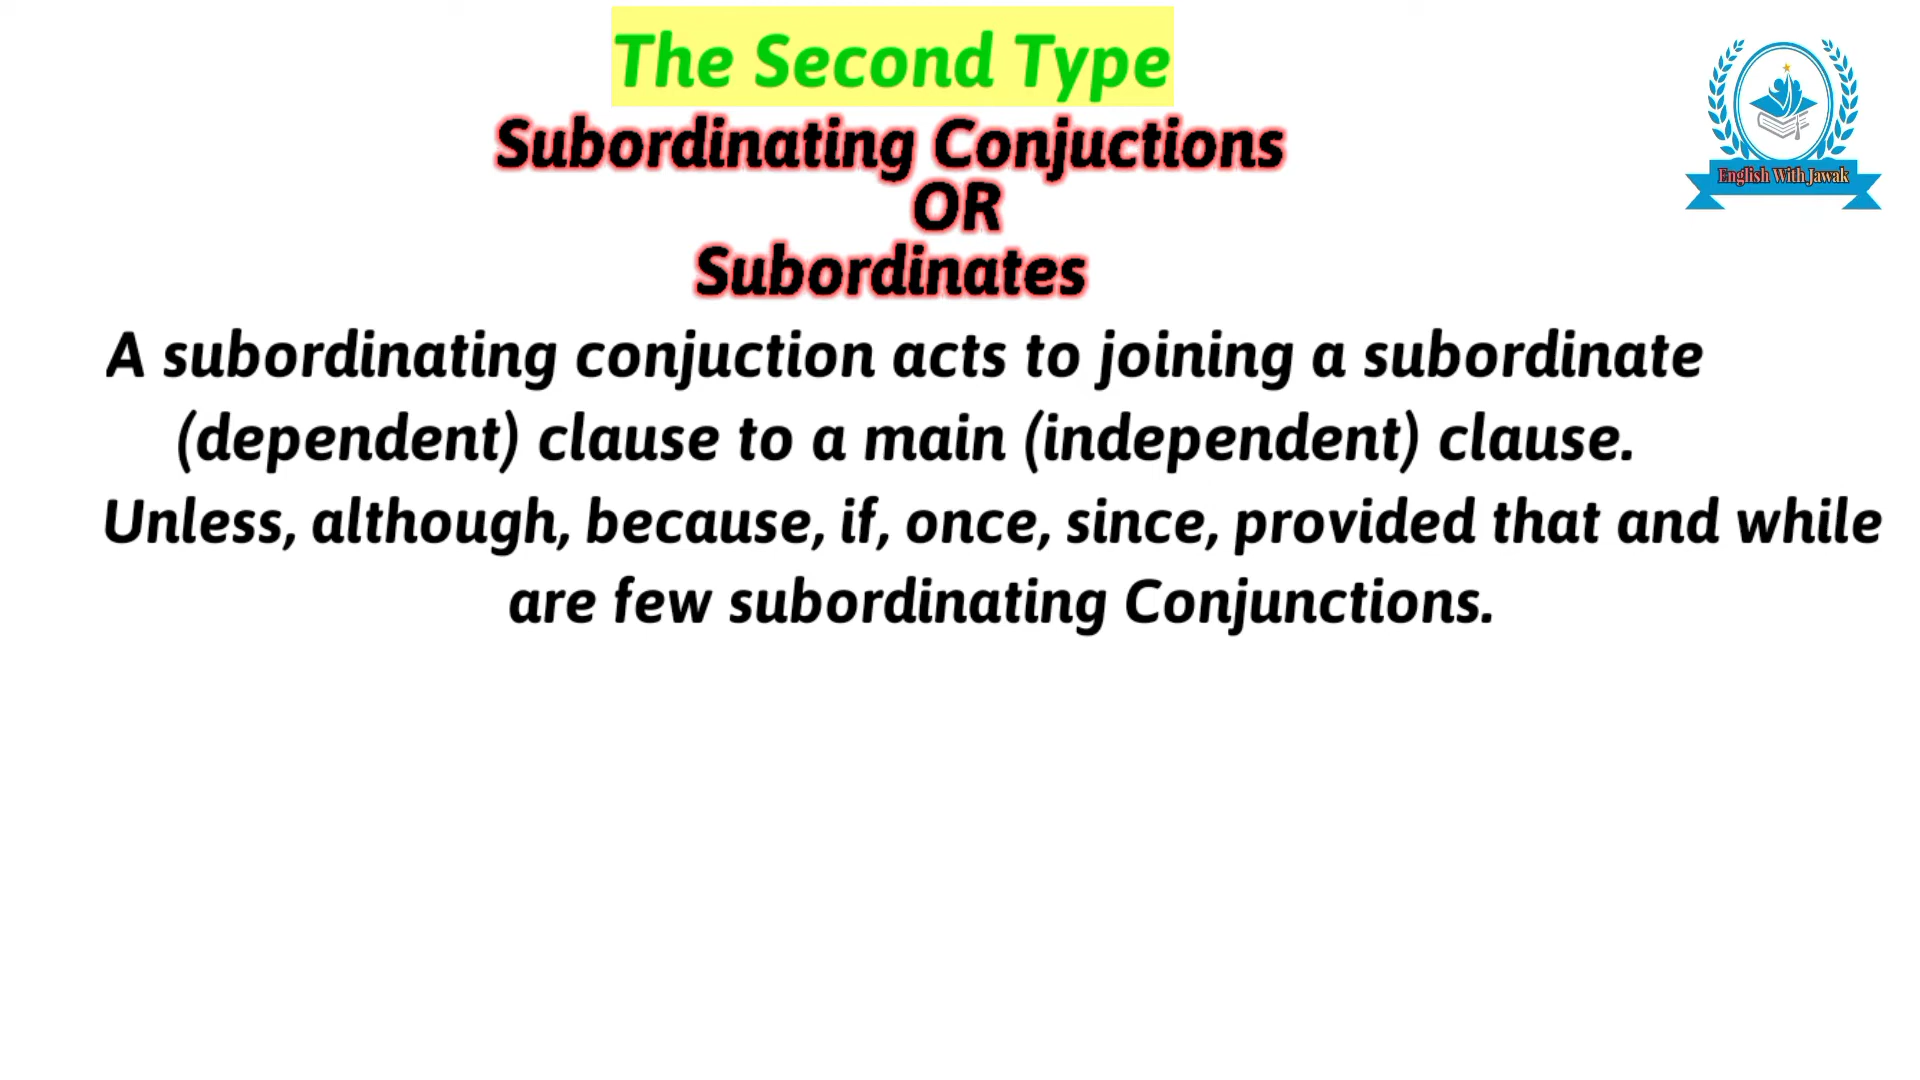 The Second Type
Subordinating Conjuctions
OR
Subordinates
English With Jawak
A subordinating conjuction acts to joining a subordinate
(dependent) clause to a main (independent) clause.
Unless, although, because, if, once, since, provided that and while
are few subordinating Conjunctions.